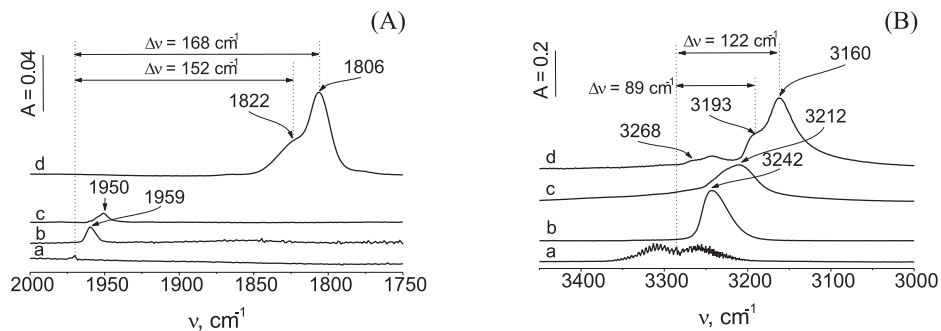 (A)
Δν = 168 cm⁻¹
Δν = 152 cm⁻¹
A = 0.04
1806
1822
d
1950
1959
c
b
a
2000 1950 1900 1850 1800 1750
ν, cm⁻¹
(B)
Δν = 122 cm⁻¹
A = 0.2
3160
Δν = 89 cm⁻¹
3193
3212
3268
3242
d
c
b
a
3400 3300 3200 3100 3000
ν, cm⁻¹